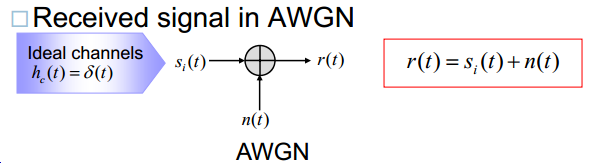 Received signal in AWGN
Ideal channels
h_c(t) = δ(t)
s_i(t) r(t)
r(t) = s_i(t) + n(t)
n(t)
AWGN